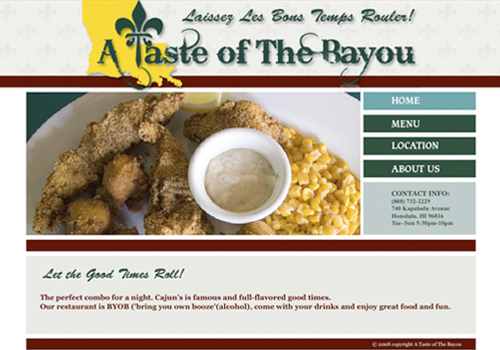 Laissez Les Bons Temps Rouler!
A Taste of The Bayou
HOME
MENU
LOCATION
ABOUT US
CONTACT INFO:
(808) 732-2229
740 Kapahulu Avenue
Honolulu, HI 96816
Tue-Sun 5:30pm-10pm
Let the Good Times Roll!
The perfect combo for a night. Cajun's is famous and full-flavored good times.
Our restaurant is BYOB ('bring you own booze'(alcohol), come with your drinks and enjoy great food and fun.
© 2008 copyright A Taste of The Bayou